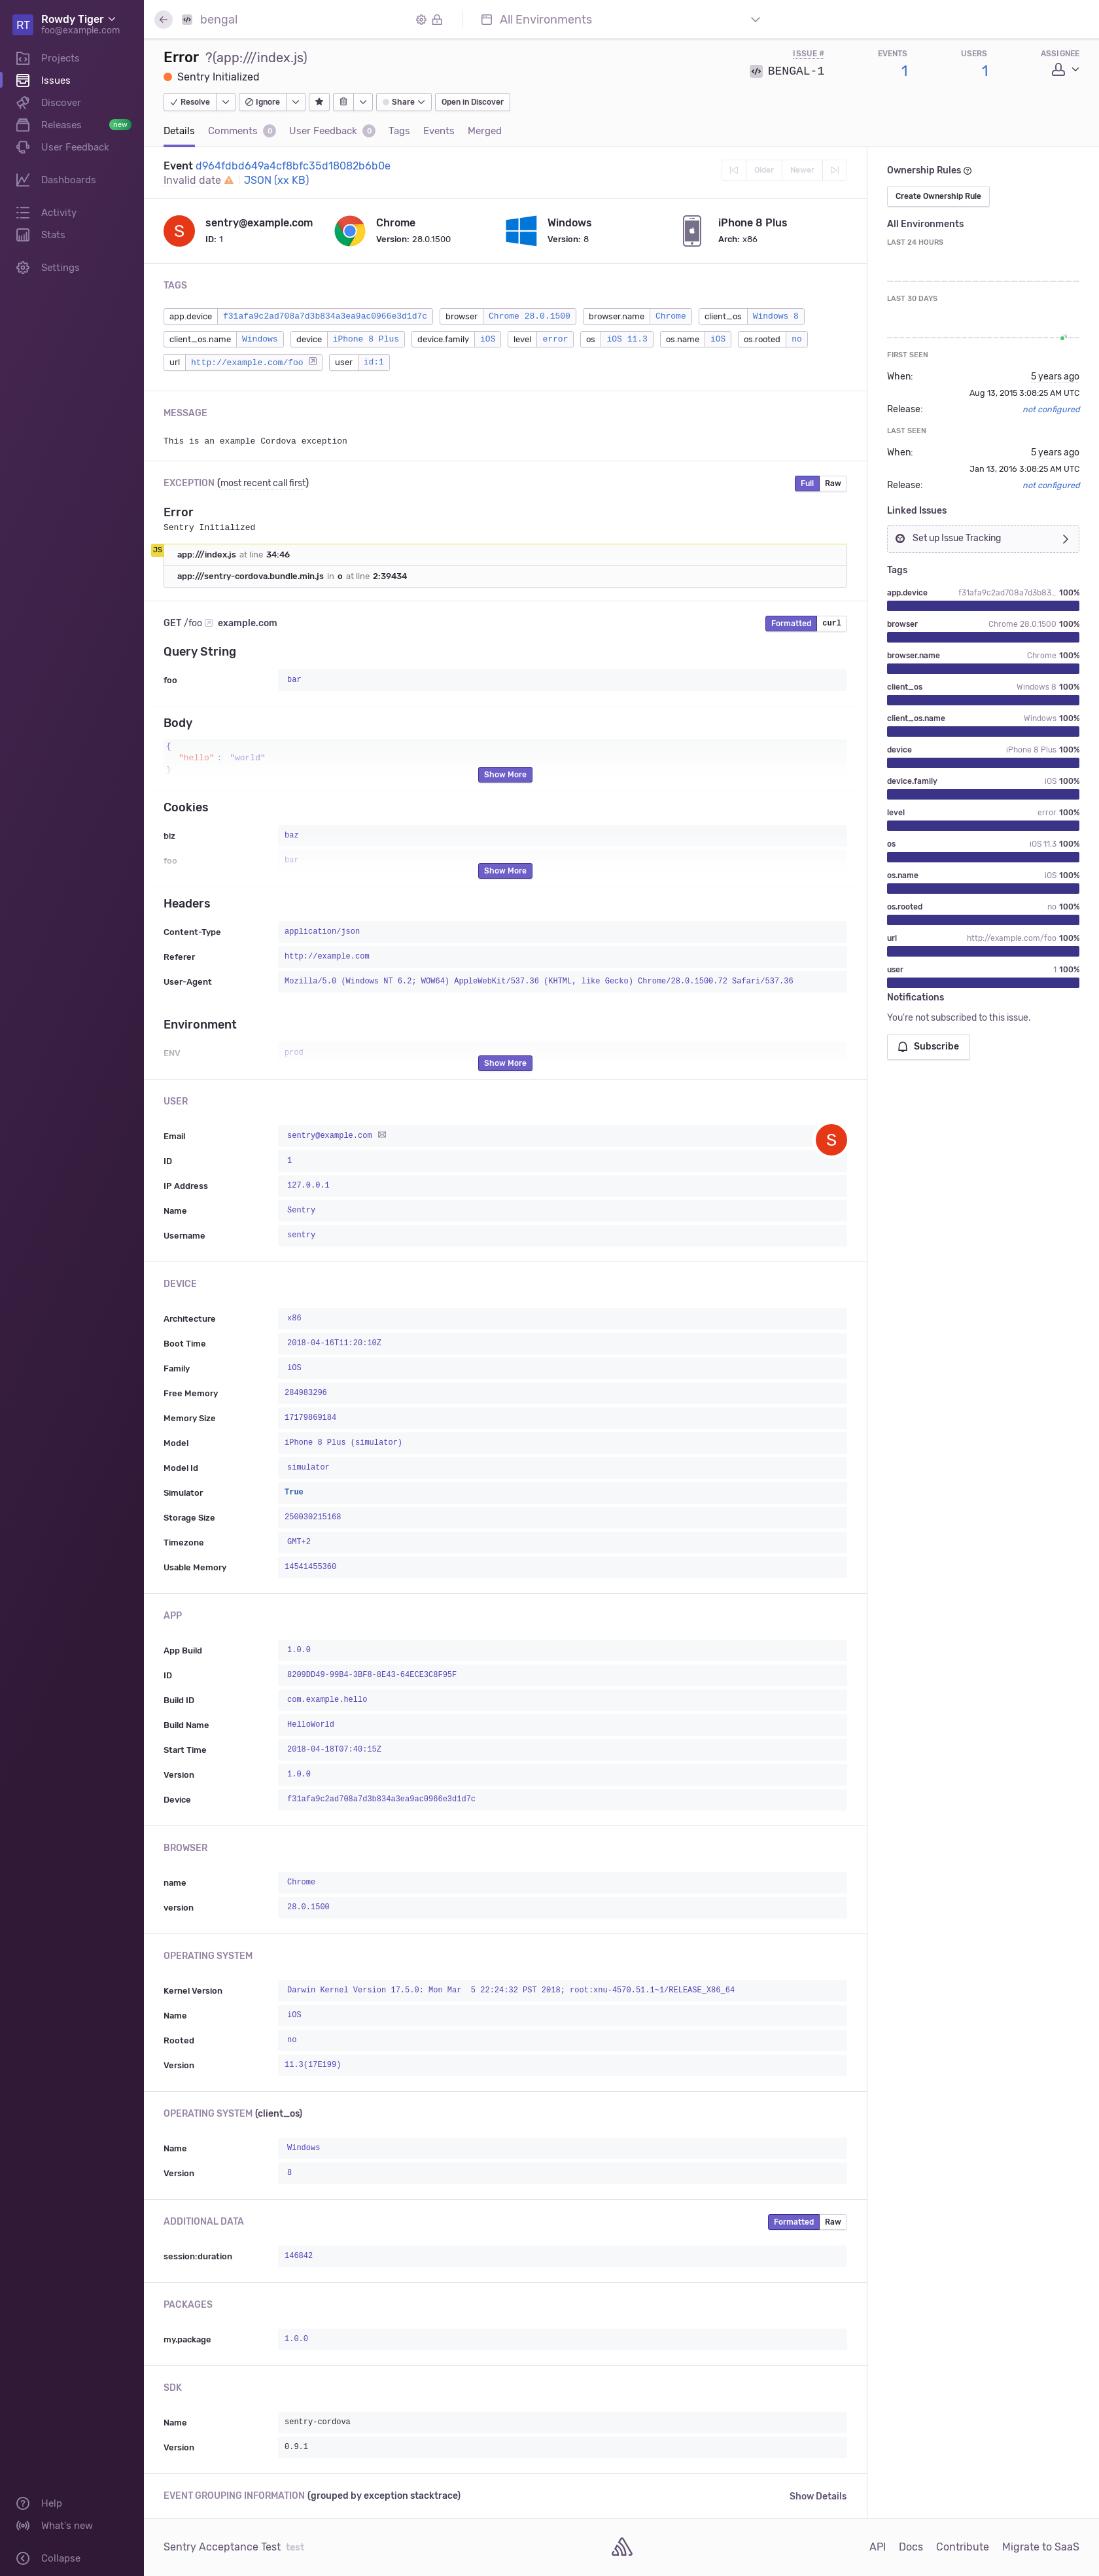 RT Rowdy Tiger
foo@example.com
Projects
Issues
Discover
Releases new
User Feedback
Dashboards
Activity
Stats
Settings
Help
What's new
Collapse
bengal
All Environments
Error ?(app:///index.js)
Sentry Initialized
ISSUE # EVENTS USERS ASSIGNEE
BENGAL-1 1 1
Resolve Ignore Share Open in Discover
Details Comments 0 User Feedback 0 Tags Events Merged
Event d964fdbd649a4cf8bfc35d18082b6b0e
Invalid date JSON (xx KB)
Older Newer
S sentry@example.com
ID: 1
Chrome
Version: 28.0.1500
Windows
Version: 8
iPhone 8 Plus
Arch: x86
TAGS
app.device f31afa9c2ad708a7d3b834a3ea9ac0966e3d1d7c browser Chrome 28.0.1500 browser.name Chrome client_os Windows 8
client_os.name Windows device iPhone 8 Plus device.family iOS level error os iOS 11.3 os.name iOS os.rooted no
url http://example.com/foo user id:1
MESSAGE
This is an example Cordova exception
EXCEPTION (most recent call first) Full Raw
Error
Sentry Initialized
JS app:///index.js at line 34:46
app:///sentry-cordova.bundle.min.js in o at line 2:39434
GET /foo example.com Formatted curl
Query String
foo bar
Body
{
"hello": "world"
}
Show More
Cookies
biz baz
foo bar
Show More
Headers
Content-Type application/json
Referer http://example.com
User-Agent Mozilla/5.0 (Windows NT 6.2; WOW64) AppleWebKit/537.36 (KHTML, like Gecko) Chrome/28.0.1500.72 Safari/537.36
Environment
ENV prod
Show More
USER
Email sentry@example.com S
ID 1
IP Address 127.0.0.1
Name Sentry
Username sentry
DEVICE
Architecture x86
Boot Time 2018-04-16T11:20:10Z
Family iOS
Free Memory 284983296
Memory Size 17179869184
Model iPhone 8 Plus (simulator)
Model Id simulator
Simulator True
Storage Size 250030215168
Timezone GMT+2
Usable Memory 14541455360
APP
App Build 1.0.0
ID 8209DD49-99B4-3BF8-8E43-64ECE3C8F95F
Build ID com.example.hello
Build Name HelloWorld
Start Time 2018-04-18T07:40:15Z
Version 1.0.0
Device f31afa9c2ad708a7d3b834a3ea9ac0966e3d1d7c
BROWSER
name Chrome
version 28.0.1500
OPERATING SYSTEM
Kernel Version Darwin Kernel Version 17.5.0: Mon Mar  5 22:24:32 PST 2018; root:xnu-4570.51.1~1/RELEASE_X86_64
Name iOS
Rooted no
Version 11.3(17E199)
OPERATING SYSTEM (client_os)
Name Windows
Version 8
ADDITIONAL DATA Formatted Raw
session:duration 146842
PACKAGES
my.package 1.0.0
SDK
Name sentry-cordova
Version 0.9.1
EVENT GROUPING INFORMATION (grouped by exception stacktrace) Show Details
Ownership Rules
Create Ownership Rule
All Environments
LAST 24 HOURS
LAST 30 DAYS
FIRST SEEN
When: 5 years ago
Aug 13, 2015 3:08:25 AM UTC
Release: not configured
LAST SEEN
When: 5 years ago
Jan 13, 2016 3:08:25 AM UTC
Release: not configured
Linked Issues
Set up Issue Tracking
Tags
app.device f31afa9c2ad708a7d3b83... 100%
browser Chrome 28.0.1500 100%
browser.name Chrome 100%
client_os Windows 8 100%
client_os.name Windows 100%
device iPhone 8 Plus 100%
device.family iOS 100%
level error 100%
os iOS 11.3 100%
os.name iOS 100%
os.rooted no 100%
url http://example.com/foo 100%
user 1 100%
Notifications
You're not subscribed to this issue.
Subscribe
Sentry Acceptance Test test
API Docs Contribute Migrate to SaaS